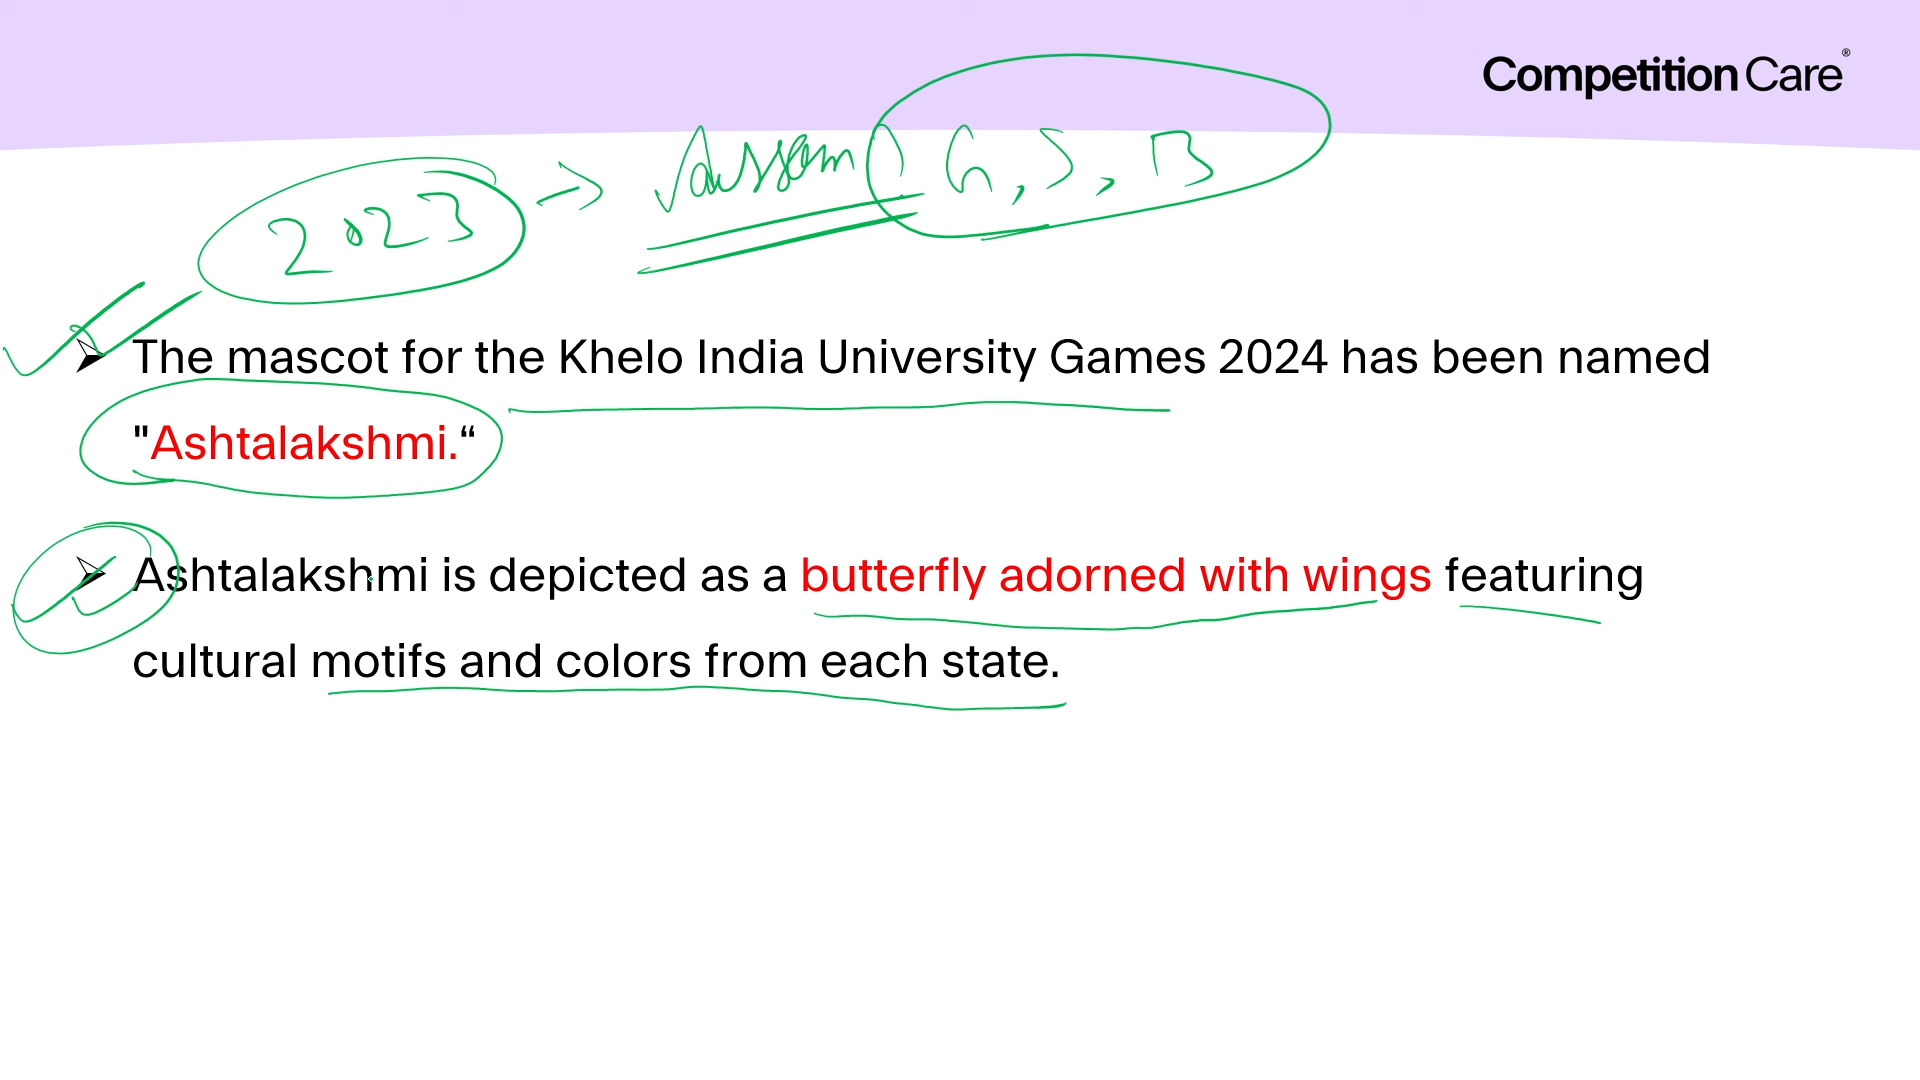 Competition Care®
2023 → Assam ( G, S, B
➢ The mascot for the Khelo India University Games 2024 has been named
"Ashtalakshmi.“
➢ Ashtalakshmi is depicted as a butterfly adorned with wings featuring
cultural motifs and colors from each state.